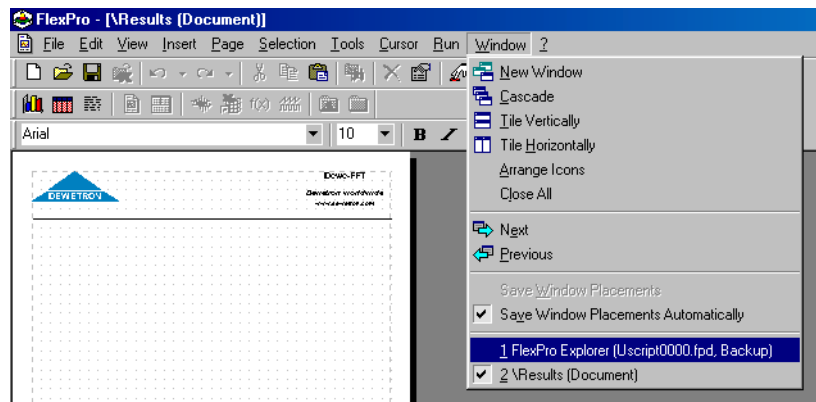 FlexPro - [\Results (Document)]
File Edit View Insert Page Selection Tools Cursor Run Window ?
New Window
Cascade
Tile Vertically
Tile Horizontally
Arrange Icons
Close All
Next
Previous
Save Window Placements
Save Window Placements Automatically
1 FlexPro Explorer (Uscript0000.fpd, Backup)
2 \Results (Document)
f(x)
Arial 10 B I
Dewe-FFT
DEWETRON
Dewetron worldwide